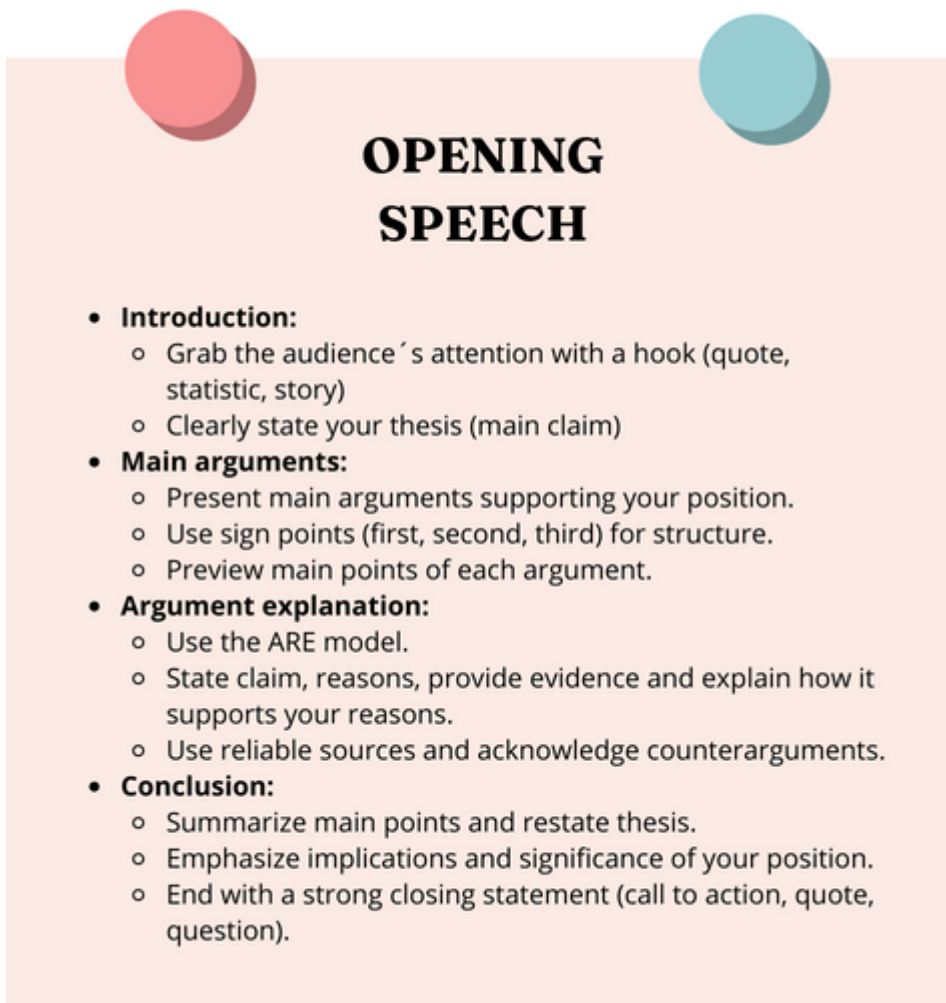 OPENING
SPEECH
• Introduction:
○ Grab the audience´s attention with a hook (quote,
statistic, story)
○ Clearly state your thesis (main claim)
• Main arguments:
○ Present main arguments supporting your position.
○ Use sign points (first, second, third) for structure.
○ Preview main points of each argument.
• Argument explanation:
○ Use the ARE model.
○ State claim, reasons, provide evidence and explain how it
supports your reasons.
○ Use reliable sources and acknowledge counterarguments.
• Conclusion:
○ Summarize main points and restate thesis.
○ Emphasize implications and significance of your position.
○ End with a strong closing statement (call to action, quote,
question).